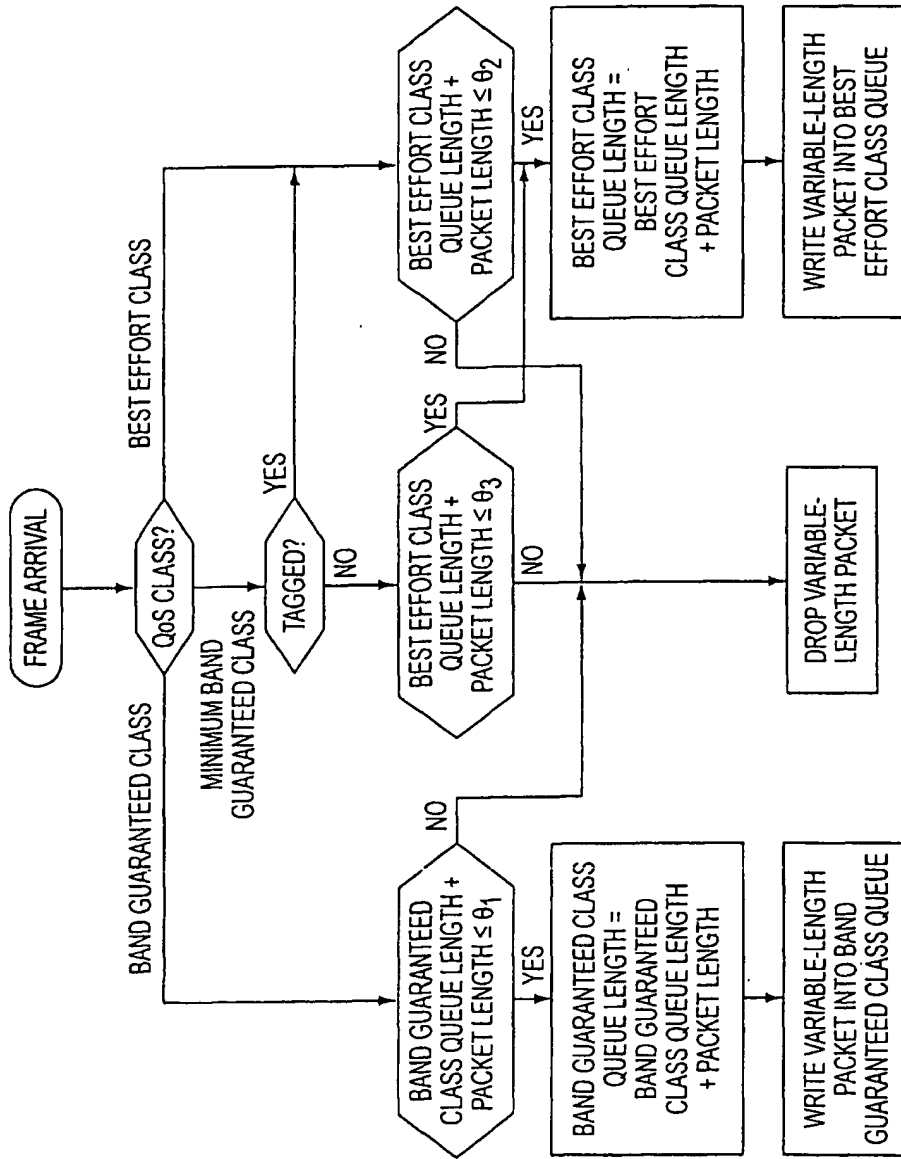 FRAME ARRIVAL
QoS CLASS?
BAND GUARANTEED CLASS
BEST EFFORT CLASS
MINIMUM BAND
GUARANTEED CLASS
TAGGED?
YES
NO
BAND GUARANTEED
CLASS QUEUE LENGTH +
PACKET LENGTH ≤ θ1
NO
YES
BEST EFFORT CLASS
QUEUE LENGTH +
PACKET LENGTH ≤ θ3
YES
NO
BEST EFFORT CLASS
QUEUE LENGTH +
PACKET LENGTH ≤ θ2
NO
YES
BAND GUARANTEED CLASS
QUEUE LENGTH =
BAND GUARANTEED
CLASS QUEUE LENGTH
+ PACKET LENGTH
BEST EFFORT CLASS
QUEUE LENGTH =
BEST EFFORT
CLASS QUEUE LENGTH
+ PACKET LENGTH
WRITE VARIABLE-LENGTH
PACKET INTO BAND
GUARANTEED CLASS QUEUE
DROP VARIABLE-
LENGTH PACKET
WRITE VARIABLE-LENGTH
PACKET INTO BEST
EFFORT CLASS QUEUE